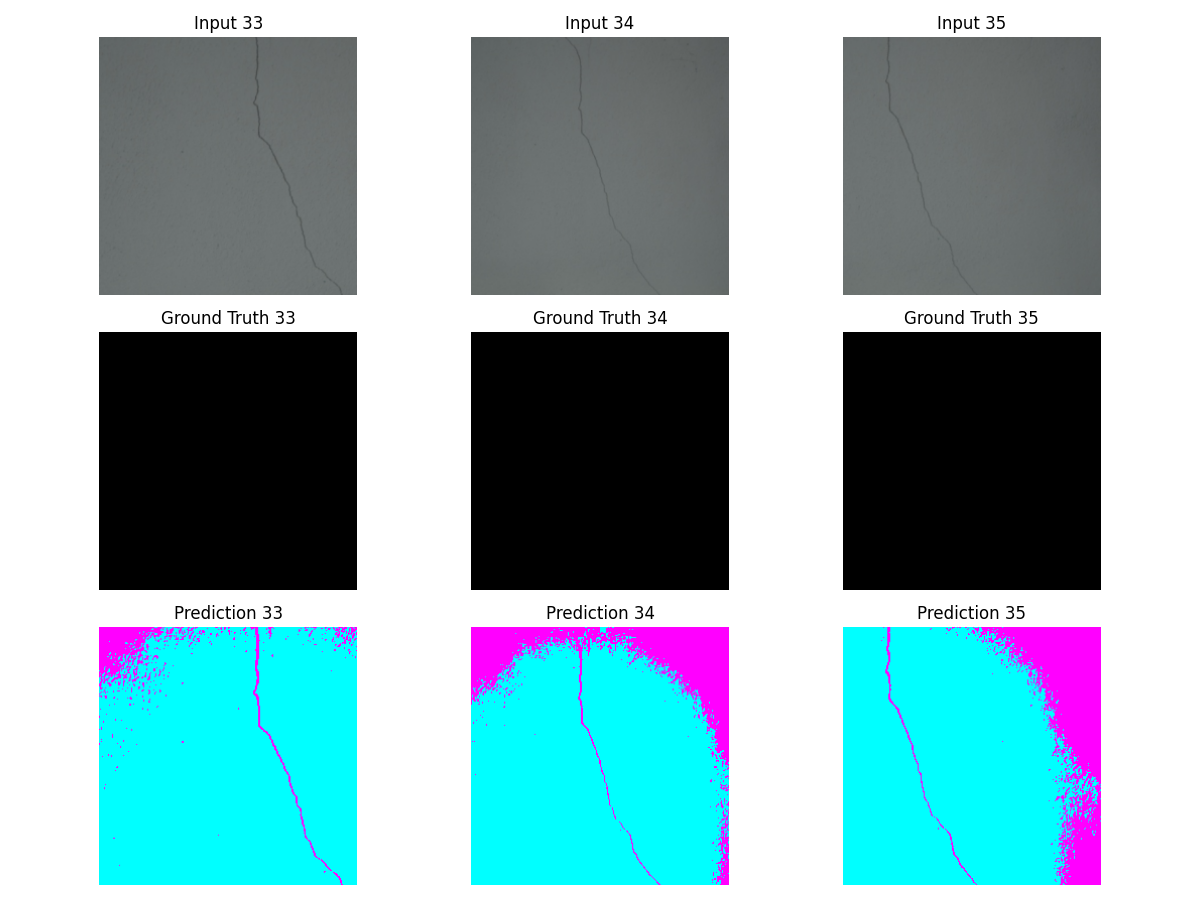 Input 33
Input 34
Input 35
Ground Truth 33
Ground Truth 34
Ground Truth 35
Prediction 33
Prediction 34
Prediction 35